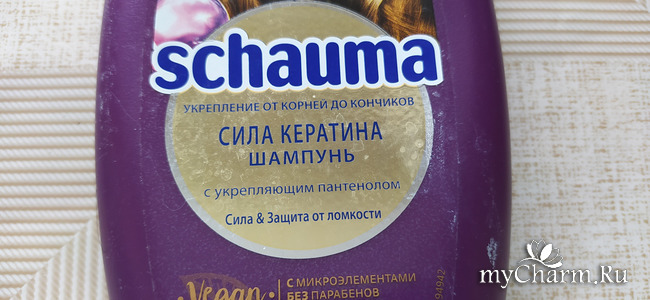 schauma
УКРЕПЛЕНИЕ ОТ КОРНЕЙ ДО КОНЧИКОВ
СИЛА КЕРАТИНА
ШАМПУНЬ
с укрепляющим пантенолом
Сила & Защита от ломкости
Vegan
С МИКРОЭЛЕМЕНТАМИ
БЕЗ ПАРАБЕНОВ
94942
myCharm.Ru